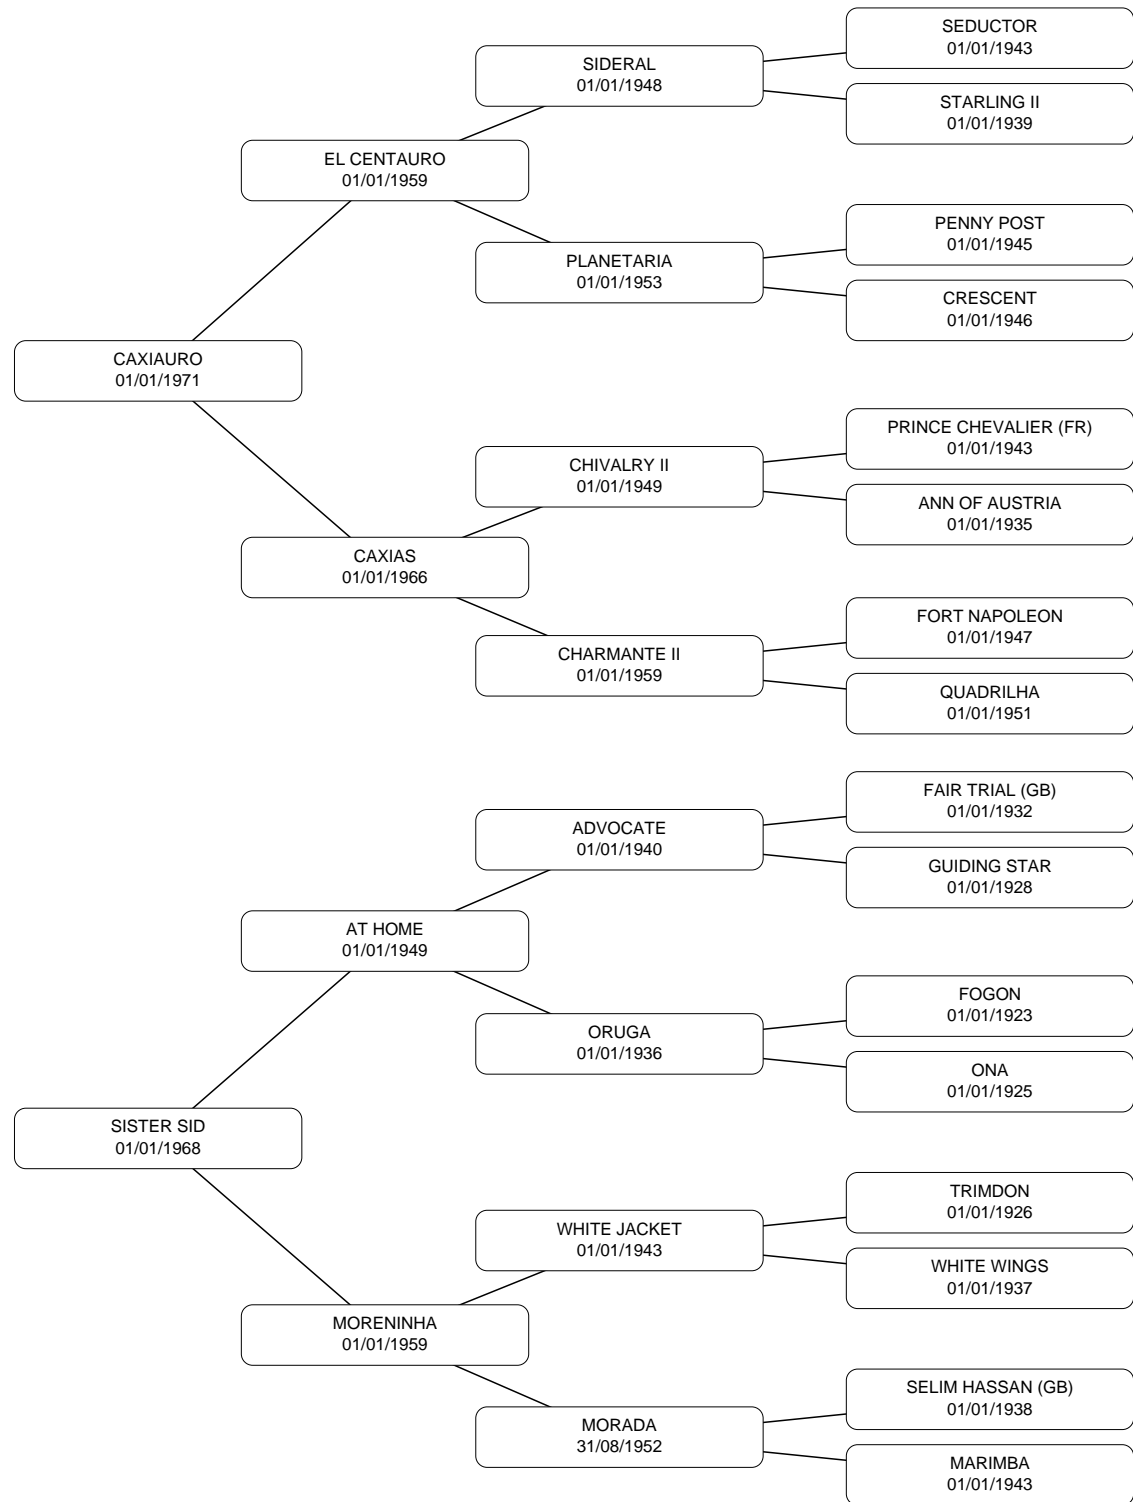 SEDUCTOR
01/01/1943
SIDERAL
01/01/1948
STARLING II
01/01/1939
EL CENTAURO
01/01/1959
PENNY POST
01/01/1945
PLANETARIA
01/01/1953
CRESCENT
01/01/1946
CAXIAURO
01/01/1971
PRINCE CHEVALIER (FR)
01/01/1943
CHIVALRY II
01/01/1949
ANN OF AUSTRIA
01/01/1935
CAXIAS
01/01/1966
FORT NAPOLEON
01/01/1947
CHARMANTE II
01/01/1959
QUADRILHA
01/01/1951
FAIR TRIAL (GB)
01/01/1932
ADVOCATE
01/01/1940
GUIDING STAR
01/01/1928
AT HOME
01/01/1949
FOGON
01/01/1923
ORUGA
01/01/1936
ONA
01/01/1925
SISTER SID
01/01/1968
TRIMDON
01/01/1926
WHITE JACKET
01/01/1943
WHITE WINGS
01/01/1937
MORENINHA
01/01/1959
SELIM HASSAN (GB)
01/01/1938
MORADA
31/08/1952
MARIMBA
01/01/1943